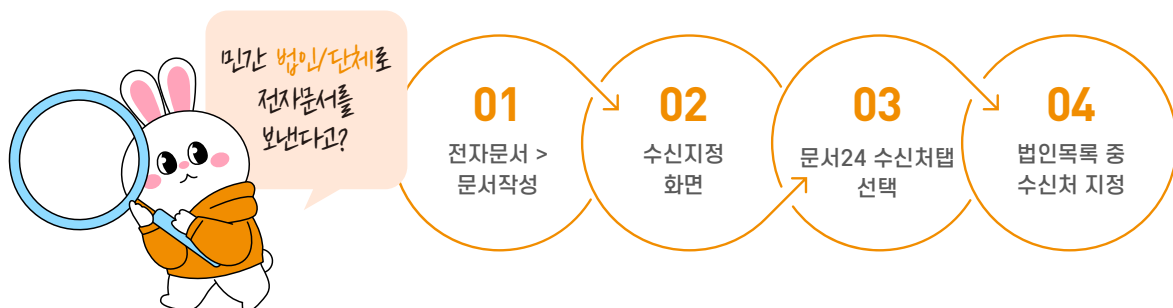 민간 법인/단체로
전자문서를
보낸다고?
01
전자문서 >
문서작성
02
수신지정
화면
03
문서24 수신처탭
선택
04
법인목록 중
수신처 지정